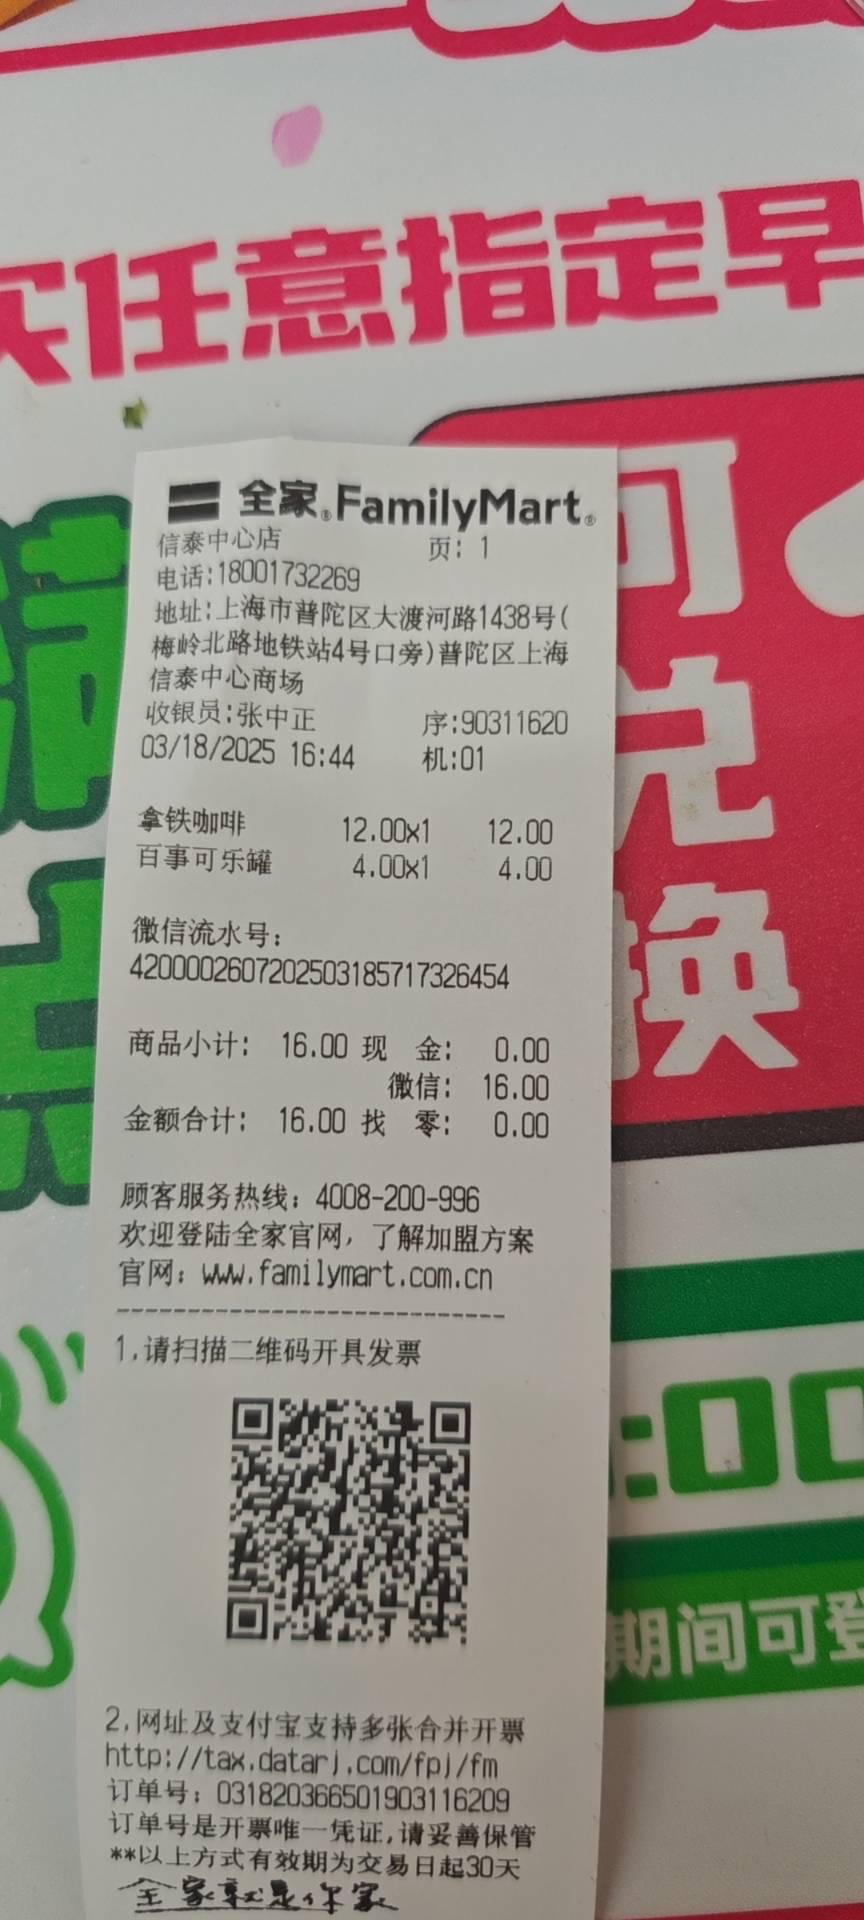 买任意指定早
可
兑
换
满
点
全家®FamilyMart®
信泰中心店 页: 1
电话:18001732269
地址:上海市普陀区大渡河路1438号(
梅岭北路地铁站4号口旁)普陀区上海
信泰中心商场
收银员:张中正 序:90311620
03/18/2025 16:44 机:01
拿铁咖啡 12.00x1 12.00
百事可乐罐 4.00x1 4.00
微信流水号:
4200002607202503185717326454
商品小计: 16.00 现 金: 0.00
微信: 16.00
金额合计: 16.00 找 零: 0.00
顾客服务热线: 4008-200-996
欢迎登陆全家官网, 了解加盟方案
官网: www.familymart.com.cn
1,请扫描二维码开具发票
:00
期间可登
2,网址及支付宝支持多张合并开票
http://tax.datarj.com/fpj/fm
订单号: 0318203665019031​16209
订单号是开票唯一凭证,请妥善保管
**以上方式有效期为交易日起30天
全家就是你家